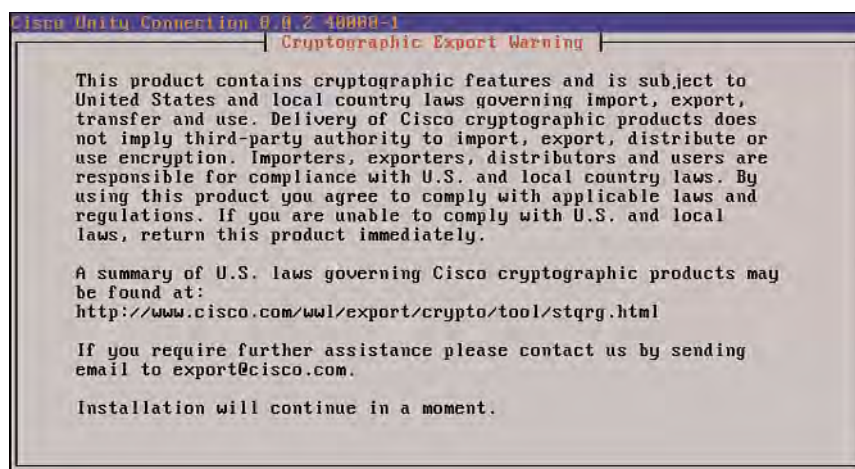 Cisco Unity Connection 8.0.2 40000-1
Cryptographic Export Warning
This product contains cryptographic features and is subject to
United States and local country laws governing import, export,
transfer and use. Delivery of Cisco cryptographic products does
not imply third-party authority to import, export, distribute or
use encryption. Importers, exporters, distributors and users are
responsible for compliance with U.S. and local country laws. By
using this product you agree to comply with applicable laws and
regulations. If you are unable to comply with U.S. and local
laws, return this product immediately.
A summary of U.S. laws governing Cisco cryptographic products may
be found at:
http://www.cisco.com/wwl/export/crypto/tool/stqrg.html
If you require further assistance please contact us by sending
email to export@cisco.com.
Installation will continue in a moment.